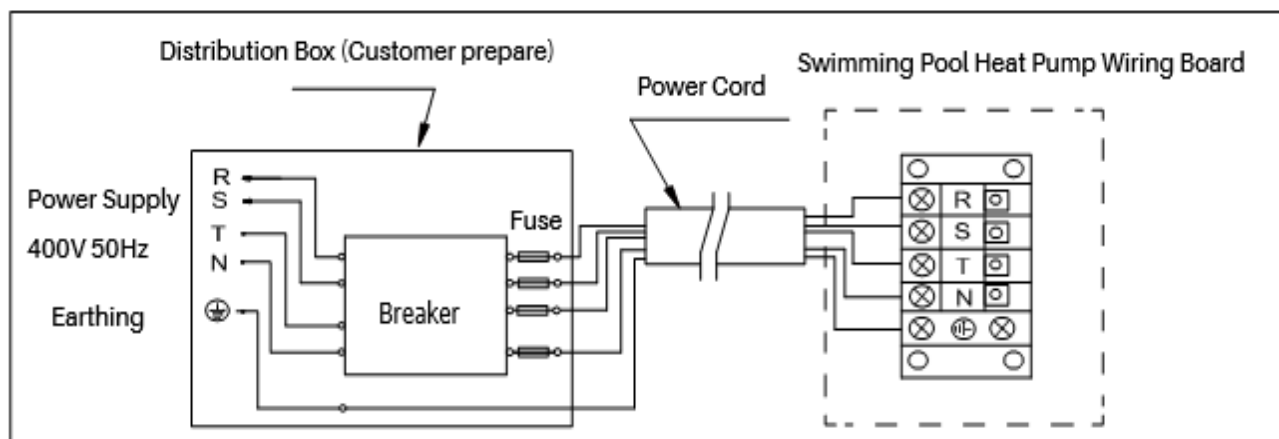 Distribution Box (Customer prepare)
Power Cord
Swimming Pool Heat Pump Wiring Board
Power Supply
400V 50Hz
Earthing
R
S
T
N
Breaker
Fuse
R
S
T
N